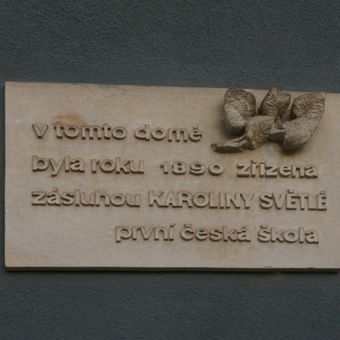 v tomto domě
byla roku 1890 zřízena
zásluhou KAROLINY SVĚTLÉ
první česká škola